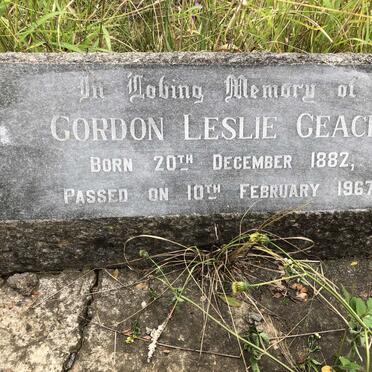 In Loving Memory of
GORDON LESLIE GEACH
BORN 20TH DECEMBER 1882,
PASSED ON 10TH FEBRUARY 1967